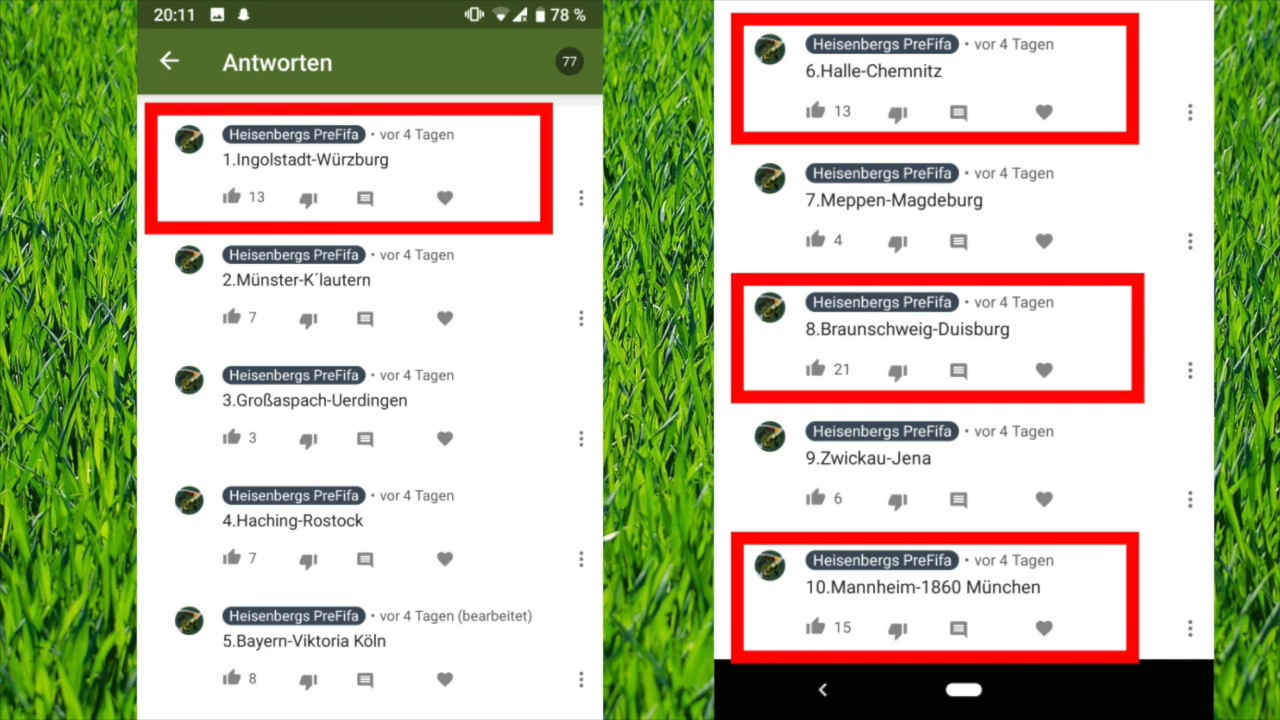 20:11
78 %
Antworten
77
Heisenbergs PreFifa • vor 4 Tagen
1.Ingolstadt-Würzburg
13
Heisenbergs PreFifa • vor 4 Tagen
2.Münster-K´lautern
7
Heisenbergs PreFifa • vor 4 Tagen
3.Großaspach-Uerdingen
3
Heisenbergs PreFifa • vor 4 Tagen
4.Haching-Rostock
7
Heisenbergs PreFifa • vor 4 Tagen (bearbeitet)
5.Bayern-Viktoria Köln
8
Heisenbergs PreFifa • vor 4 Tagen
6.Halle-Chemnitz
13
Heisenbergs PreFifa • vor 4 Tagen
7.Meppen-Magdeburg
4
Heisenbergs PreFifa • vor 4 Tagen
8.Braunschweig-Duisburg
21
Heisenbergs PreFifa • vor 4 Tagen
9.Zwickau-Jena
6
Heisenbergs PreFifa • vor 4 Tagen
10.Mannheim-1860 München
15